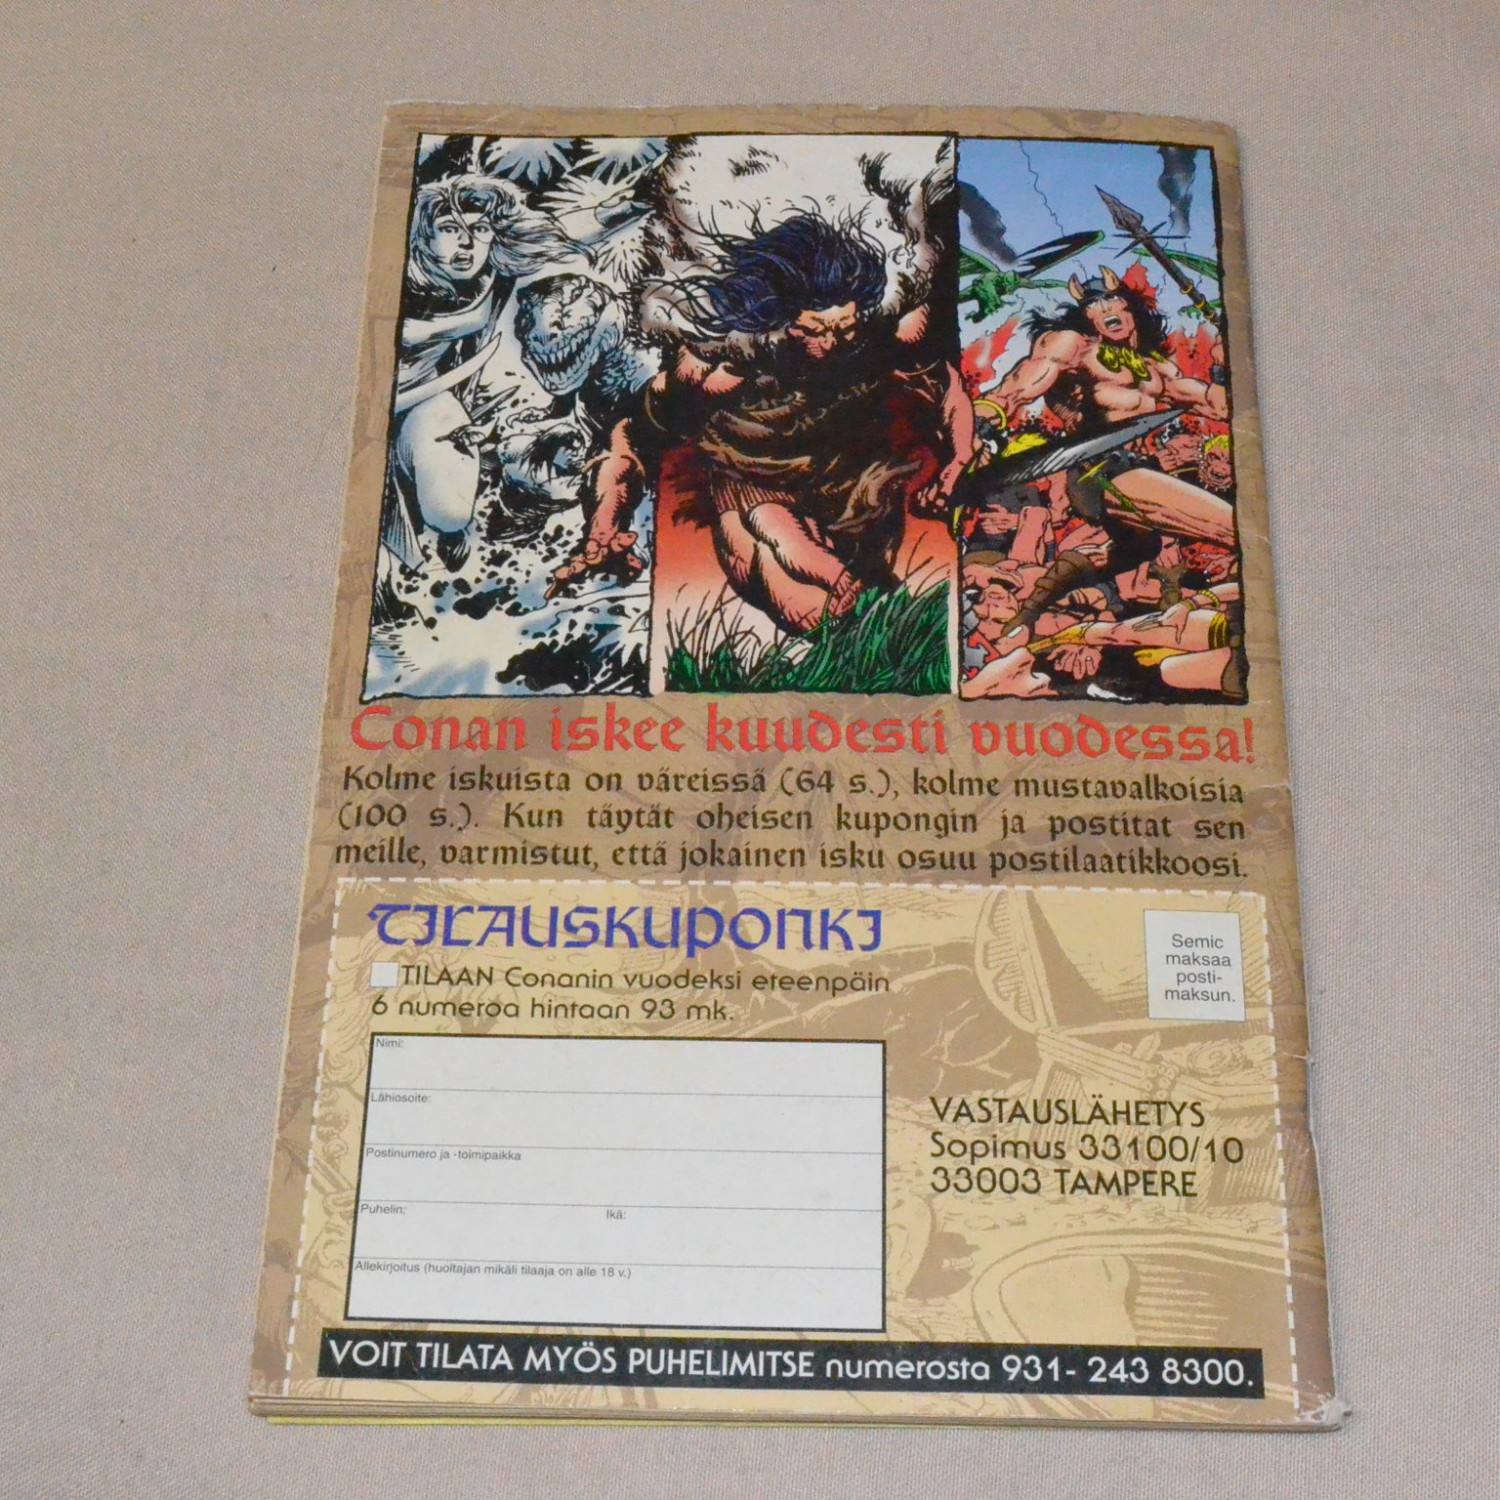 Conan iskee kuudesti vuodessa!
Kolme iskuista on väreissä (64 s.), kolme mustavalkoisia
(100 s.). Kun täytät oheisen kupongin ja postitat sen
meille, varmistut, että jokainen isku osuu postilaatikkoosi.
TILAUSKUPONKI
TILAAN Conanin vuodeksi eteenpäin
6 numeroa hintaan 93 mk.
Semic
maksaa
posti-
maksun.
Nimi:
Lähiosoite:
Postinumero ja -toimipaikka
Puhelin: Ikä:
Allekirjoitus (huoltajan mikäli tilaaja on alle 18 v.)
VASTAUSLÄHETYS
Sopimus 33100/10
33003 TAMPERE
VOIT TILATA MYÖS PUHELIMITSE numerosta 931- 243 8300.